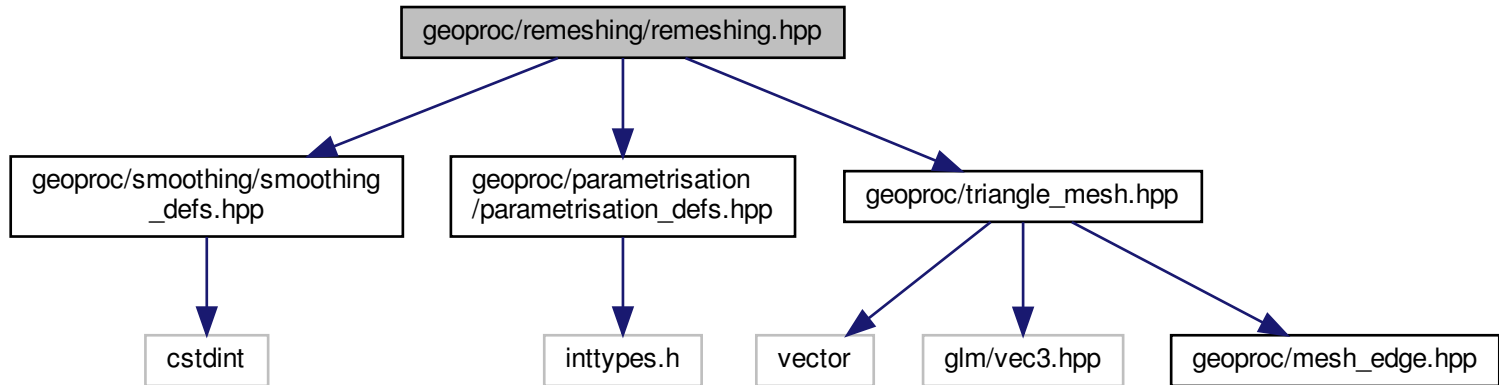 geoproc/remeshing/remeshing.hpp
geoproc/smoothing/smoothing
_defs.hpp
geoproc/parametrisation
/parametrisation_defs.hpp
geoproc/triangle_mesh.hpp
cstdint
inttypes.h
vector
glm/vec3.hpp
geoproc/mesh_edge.hpp